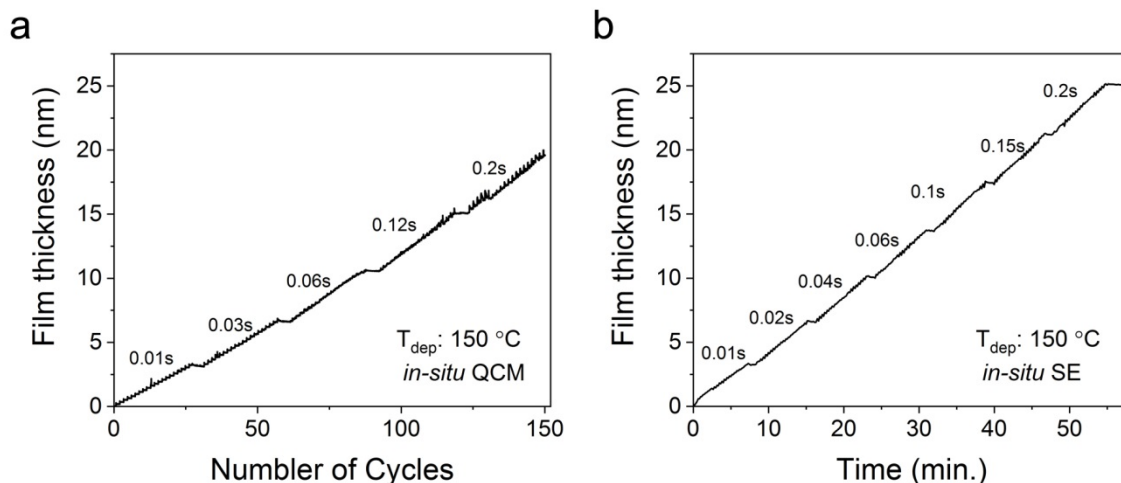 a
Film thickness (nm)
25
20
15
10
5
0
0.01s
0.03s
0.06s
0.12s
0.2s
T_dep: 150 °C
in-situ QCM
0
50
100
150
Numbler of Cycles
b
Film thickness (nm)
25
20
15
10
5
0
0.01s
0.02s
0.04s
0.06s
0.1s
0.15s
0.2s
T_dep: 150 °C
in-situ SE
0
10
20
30
40
50
Time (min.)